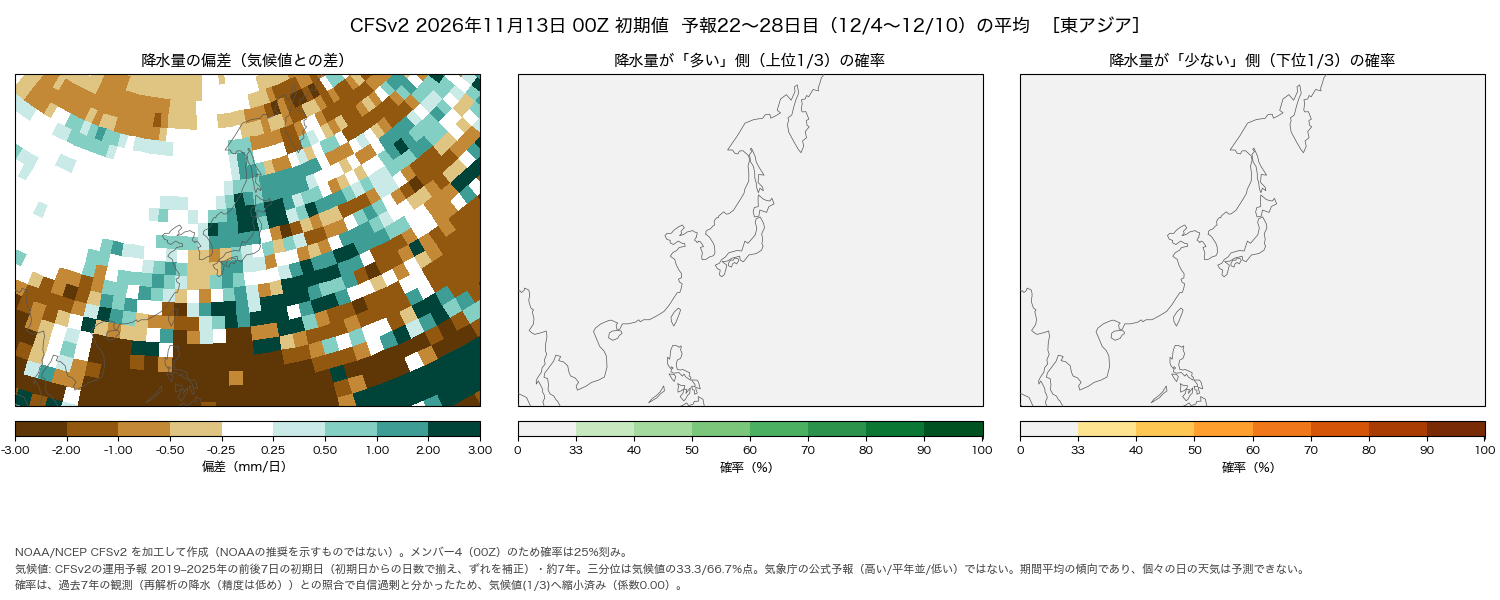 CFSv2 2026年11月13日 00Z 初期値 予報22～28日目（12/4～12/10）の平均 ［東アジア］
降水量の偏差（気候値との差）
降水量が「多い」側（上位1/3）の確率
降水量が「少ない」側（下位1/3）の確率
-3.00 -2.00 -1.00 -0.50 -0.25 0.25 0.50 1.00 2.00 3.00
偏差（mm/日）
0 33 40 50 60 70 80 90 100
確率（%）
0 33 40 50 60 70 80 90 100
確率（%）
NOAA/NCEP CFSv2 を加工して作成（NOAAの推奨を示すものではない）。メンバー4（00Z）のため確率は25%刻み。
気候値: CFSv2の運用予報 2019–2025年の前後7日の初期日（初期日からの日数で揃え、ずれを補正）・約7年。三分位は気候値の33.3/66.7%点。気象庁の公式予報（高い/平年並/低い）ではない。期間平均の傾向であり、個々の日の天気は予測できない。
確率は、過去7年の観測（再解析の降水（精度は低め））との照合で自信過剰と分かったため、気候値(1/3)へ縮小済み（係数0.00）。